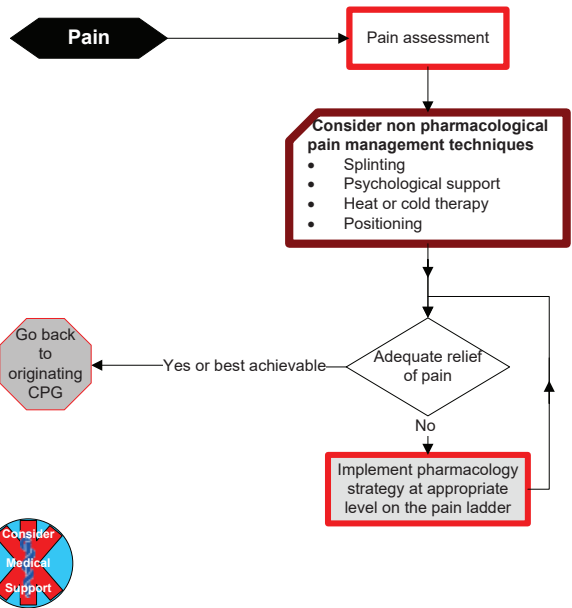 Pain
Pain assessment
Consider non pharmacological
pain management techniques
• Splinting
• Psychological support
• Heat or cold therapy
• Positioning
Go back
to
originating
CPG
Yes or best achievable
Adequate relief
of pain
No
Implement pharmacology
strategy at appropriate
level on the pain ladder
Consider
Medical
Support